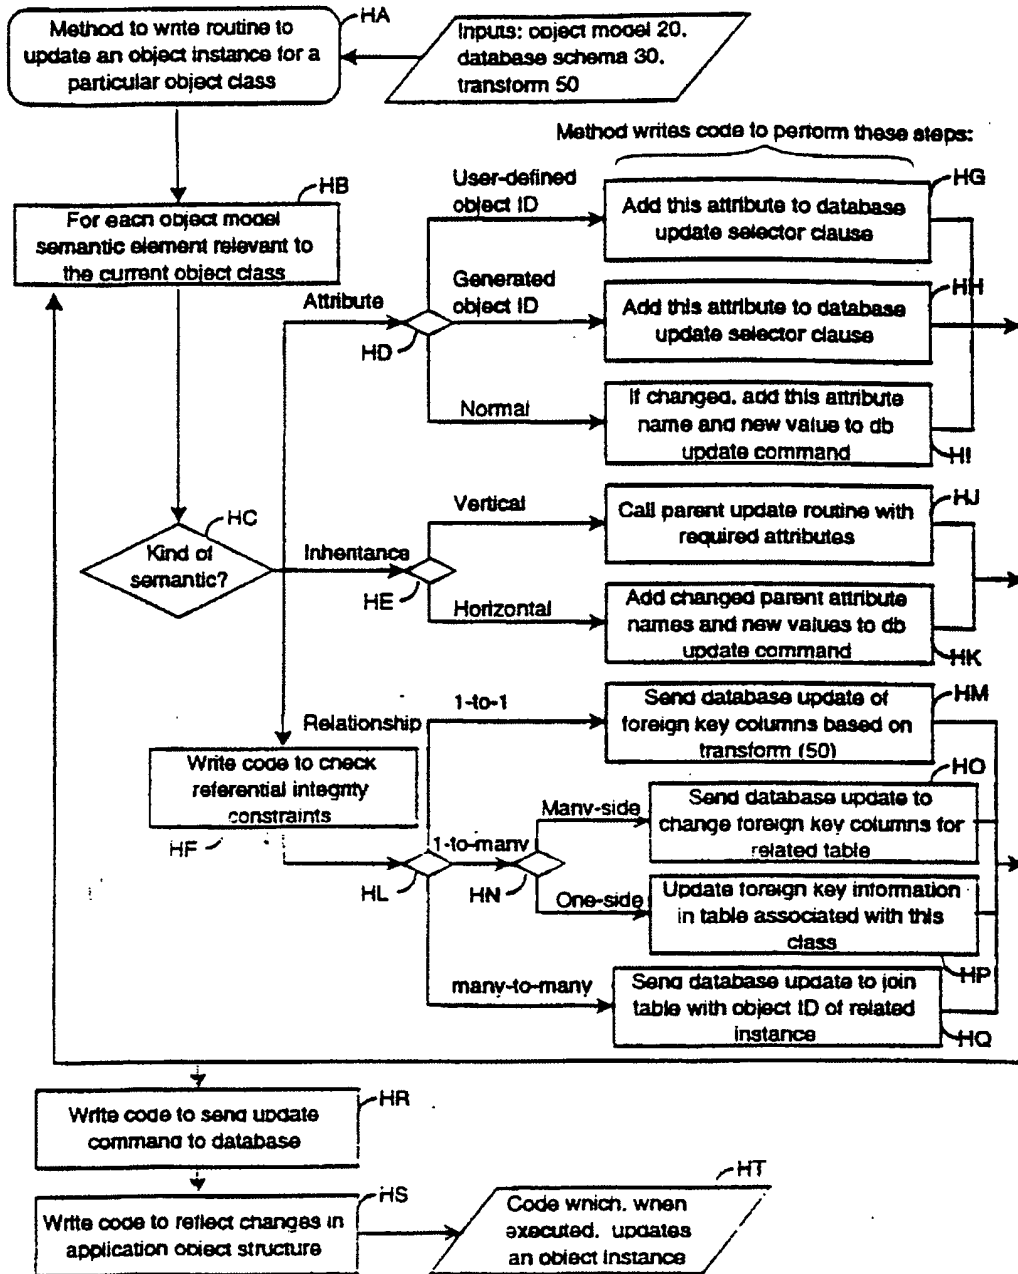 Method to write routine to
update an object instance for a
particular object class
HA
Inputs: object model 20,
database schema 30,
transform 50
Method writes code to perform these steps:
HB
For each object model
semantic element relevant to
the current object class
User-defined
object ID
HG
Add this attribute to database
update selector clause
Attribute
HD
Generated
object ID
HH
Add this attribute to database
update selector clause
Normal
If changed, add this attribute
name and new value to db
update command
HI
HC
Kind of
semantic?
Inheritance
HE
Vertical
HJ
Call parent update routine with
required attributes
Horizontal
Add changed parent attribute
names and new values to db
update command
HK
Relationship
Write code to check
referential integrity
constraints
HF
HL
1-to-1
HM
Send database update of
foreign key columns based on
transform (50)
1-to-many
HN
Many-side
HO
Send database update to
change foreign key columns for
related table
One-side
Update foreign key information
in table associated with this
class
HP
many-to-many
Send database update to join
table with object ID of related
instance
HQ
HR
Write code to send update
command to database
HS
Write code to reflect changes in
application object structure
HT
Code which, when
executed, updates
an object instance